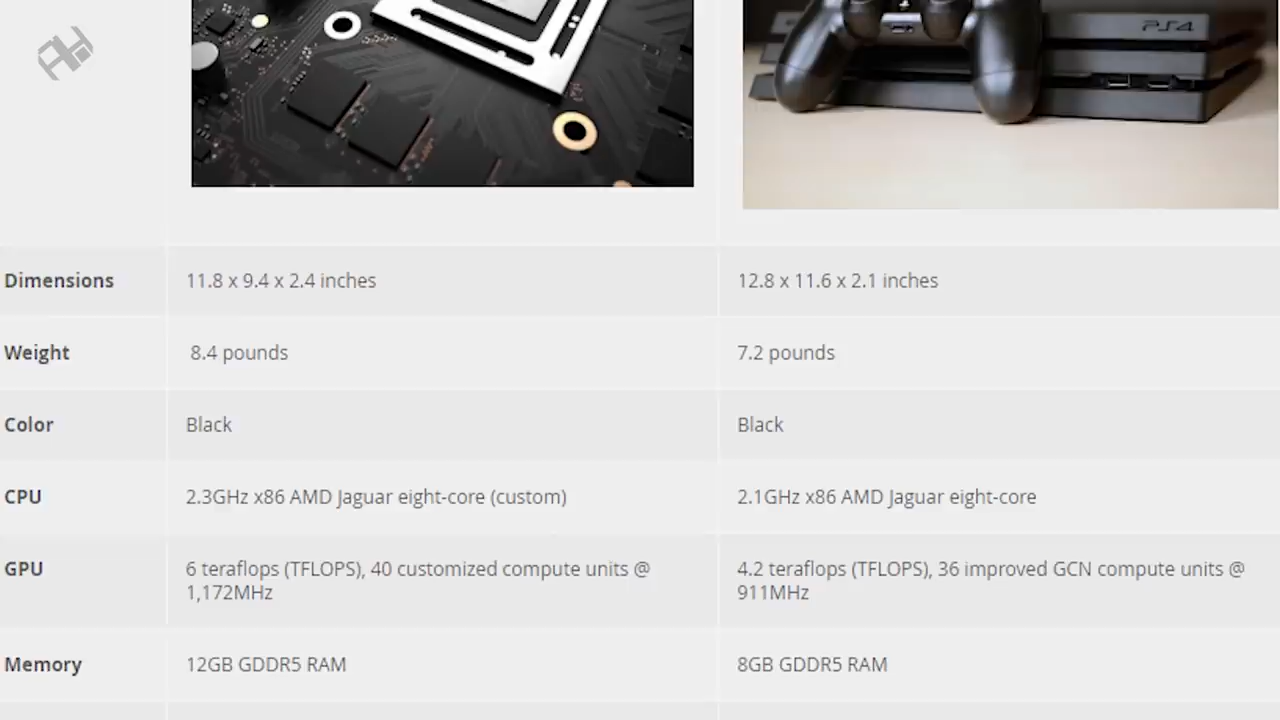 PS4
Dimensions
11.8 x 9.4 x 2.4 inches
12.8 x 11.6 x 2.1 inches
Weight
8.4 pounds
7.2 pounds
Color
Black
Black
CPU
2.3GHz x86 AMD Jaguar eight-core (custom)
2.1GHz x86 AMD Jaguar eight-core
GPU
6 teraflops (TFLOPS), 40 customized compute units @
1,172MHz
4.2 teraflops (TFLOPS), 36 improved GCN compute units @
911MHz
Memory
12GB GDDR5 RAM
8GB GDDR5 RAM